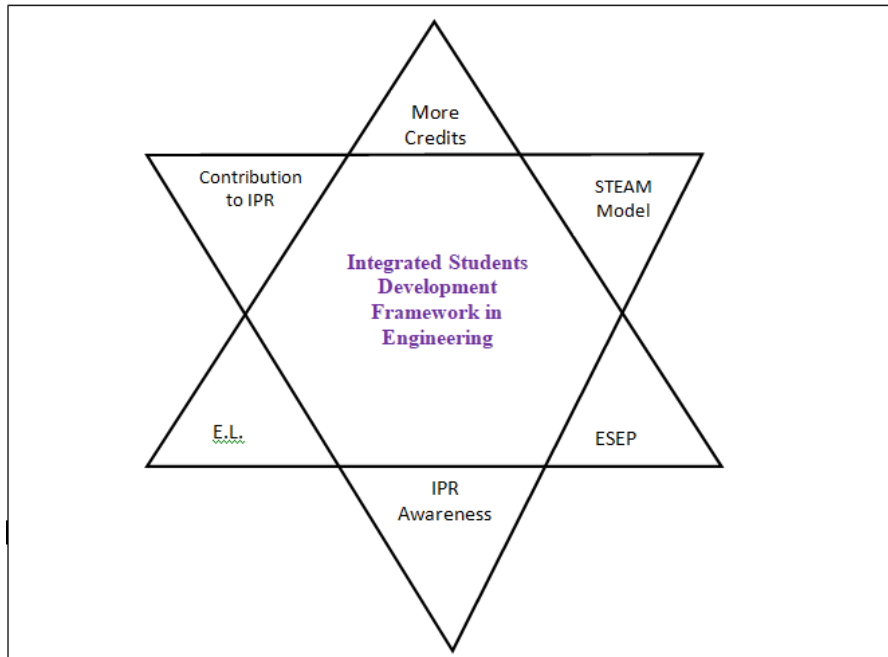 More
Credits
Contribution
to IPR
STEAM
Model
Integrated Students
Development
Framework in
Engineering
E.L.
ESEP
IPR
Awareness